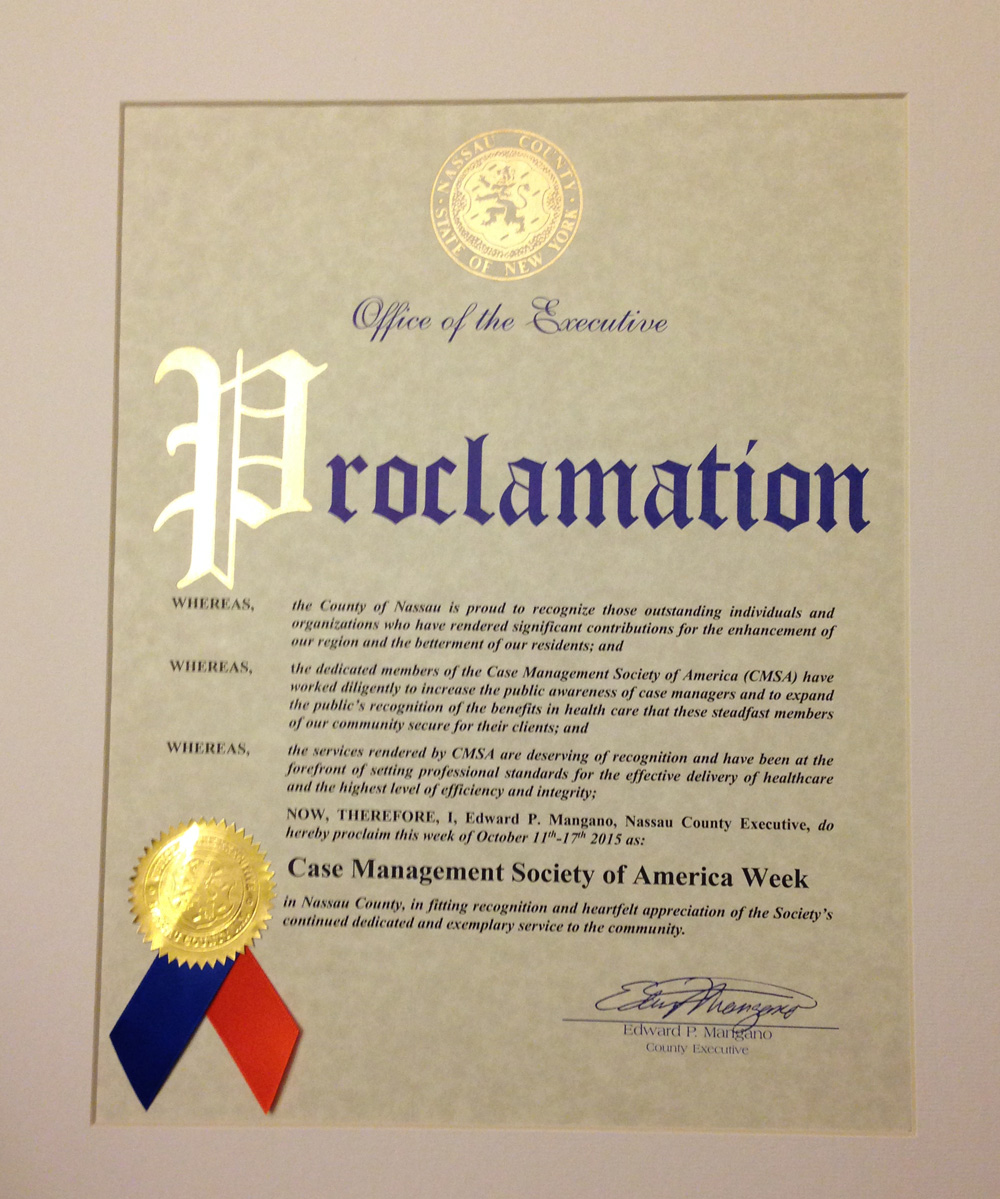 NASSAU COUNTY
STATE OF NEW YORK
Office of the Executive
Proclamation
WHEREAS, the County of Nassau is proud to recognize those outstanding individuals and
organizations who have rendered significant contributions for the enhancement of
our region and the betterment of our residents; and
WHEREAS, the dedicated members of the Case Management Society of America (CMSA) have
worked diligently to increase the public awareness of case managers and to expand
the public's recognition of the benefits in health care that these steadfast members
of our community secure for their clients; and
WHEREAS, the services rendered by CMSA are deserving of recognition and have been at the
forefront of setting professional standards for the effective delivery of healthcare
and the highest level of efficiency and integrity;
NOW, THEREFORE, I, Edward P. Mangano, Nassau County Executive, do
hereby proclaim this week of October 11th-17th 2015 as:
Case Management Society of America Week
in Nassau County, in fitting recognition and heartfelt appreciation of the Society's
continued dedicated and exemplary service to the community.
Edward P. Mangano
County Executive